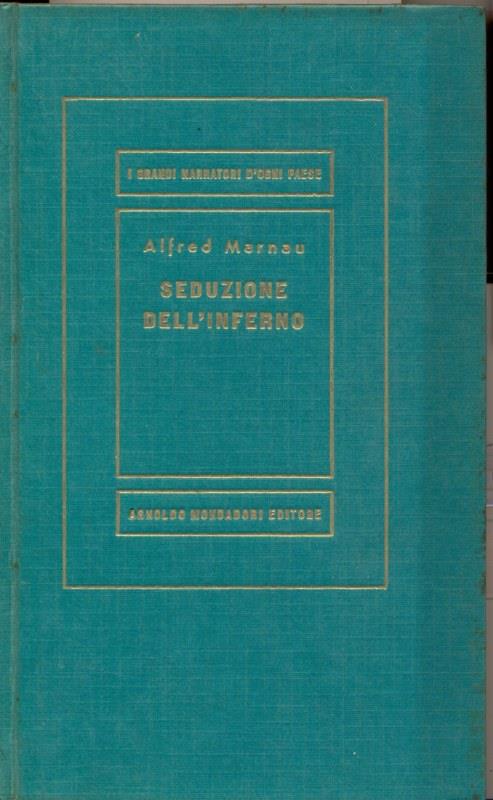 I GRANDI NARRATORI D'OGNI PAESE
Alfred Marnau
SEDUZIONE
DELL'INFERNO
ARNOLDO MONDADORI EDITORE